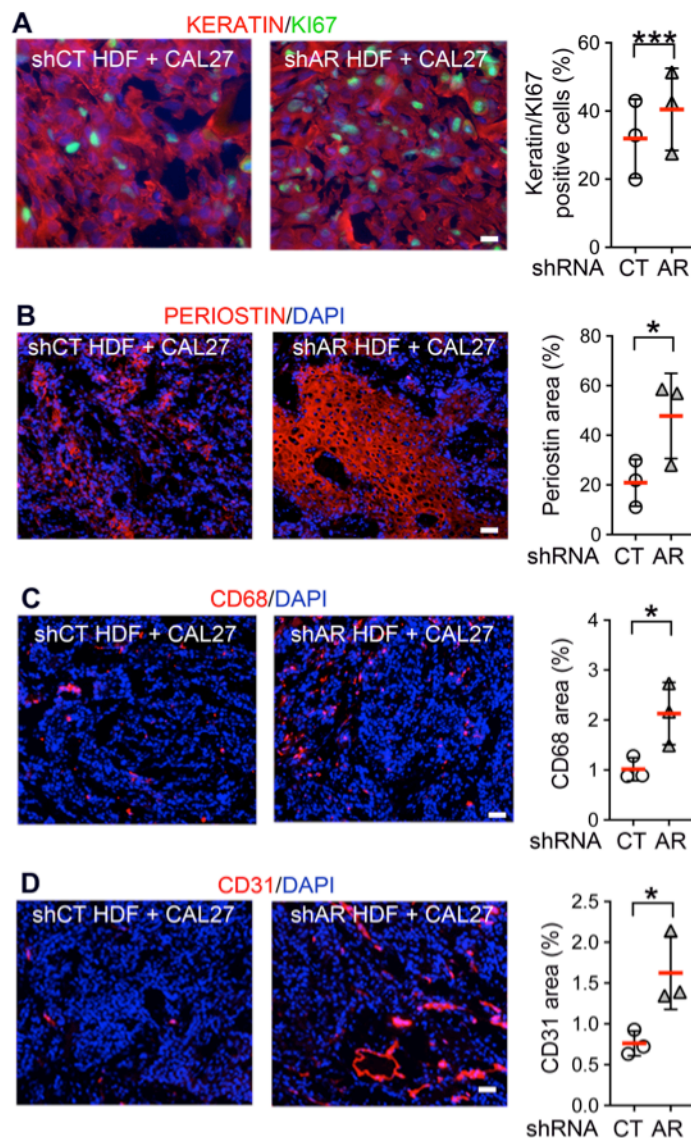 A
KERATIN/KI67
shCT HDF + CAL27
shAR HDF + CAL27
Keratin/KI67
positive cells (%)
60
40
20
0
***
shRNA CT AR
B
PERIOSTIN/DAPI
shCT HDF + CAL27
shAR HDF + CAL27
Periostin area (%)
80
60
40
20
0
*
shRNA CT AR
C
CD68/DAPI
shCT HDF + CAL27
shAR HDF + CAL27
CD68 area (%)
4
3
2
1
0
*
shRNA CT AR
D
CD31/DAPI
shCT HDF + CAL27
shAR HDF + CAL27
CD31 area (%)
2.5
2.0
1.5
1.0
0.5
0.0
*
shRNA CT AR